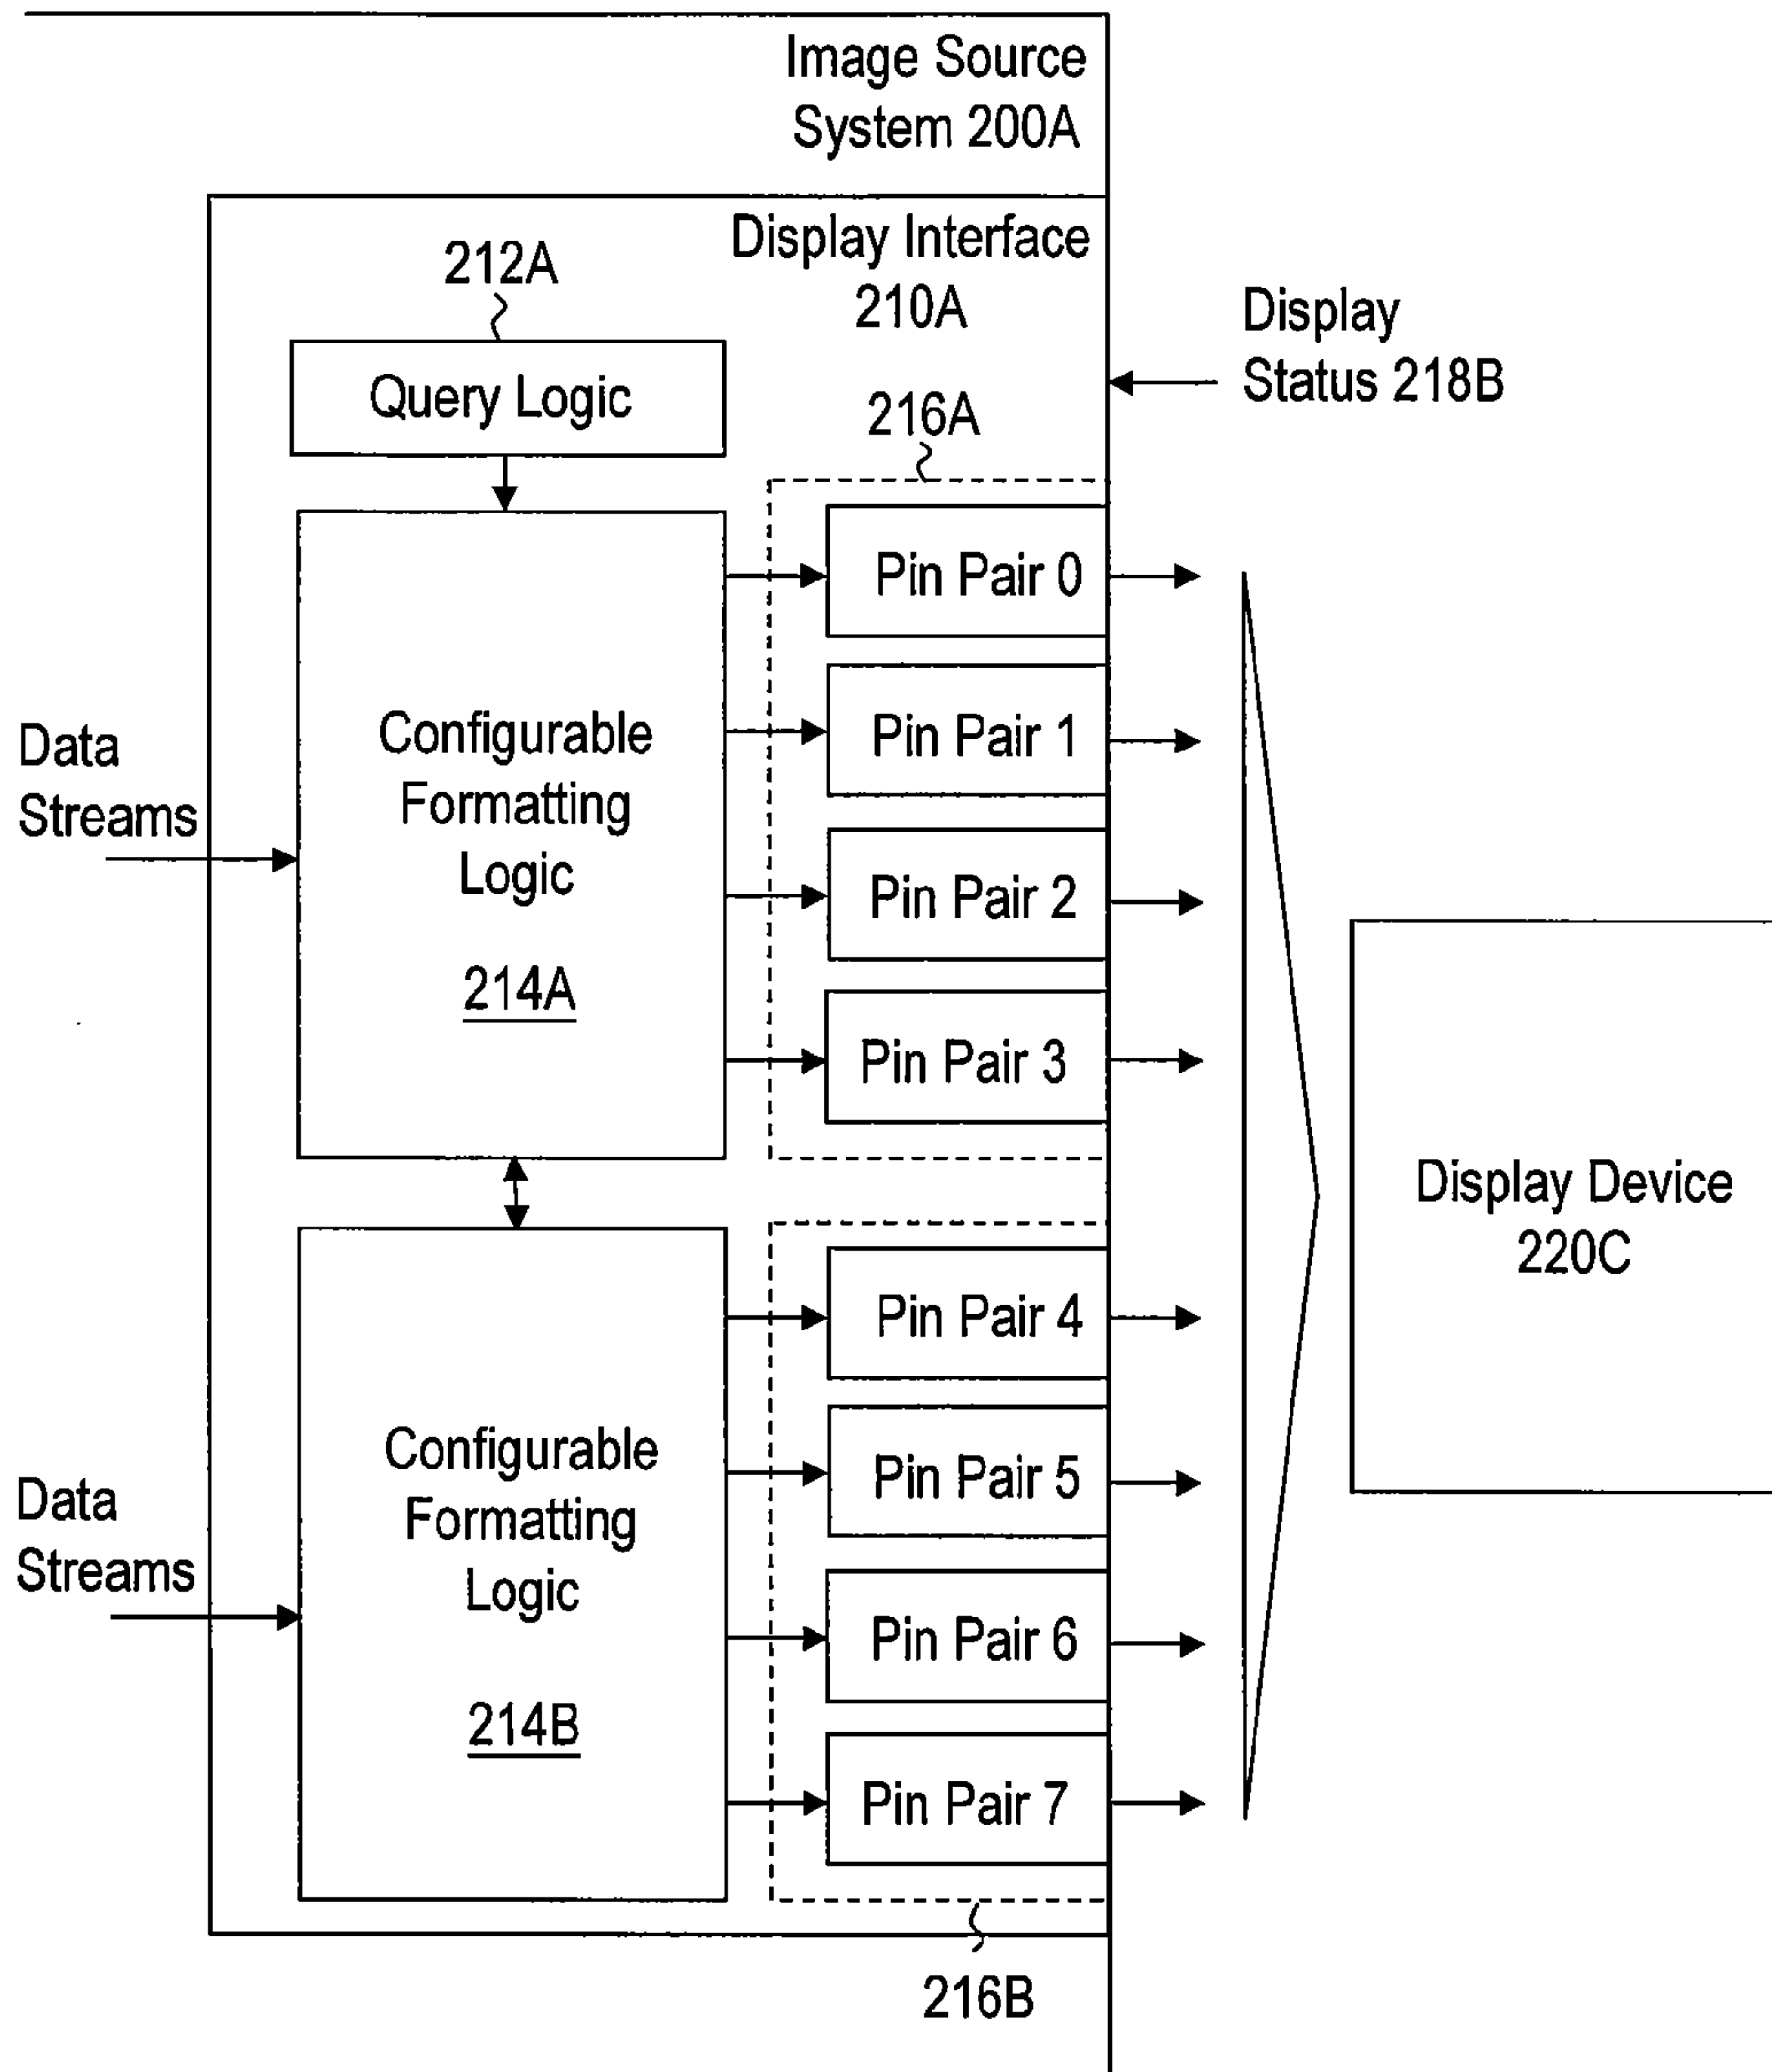 Image Source
System 200A
Display Interface
210A
212A
Query Logic
Display
Status 218B
216A
Pin Pair 0
Pin Pair 1
Pin Pair 2
Pin Pair 3
Data
Streams
Configurable
Formatting
Logic
214A
Display Device
220C
Pin Pair 4
Pin Pair 5
Pin Pair 6
Pin Pair 7
Data
Streams
Configurable
Formatting
Logic
214B
216B